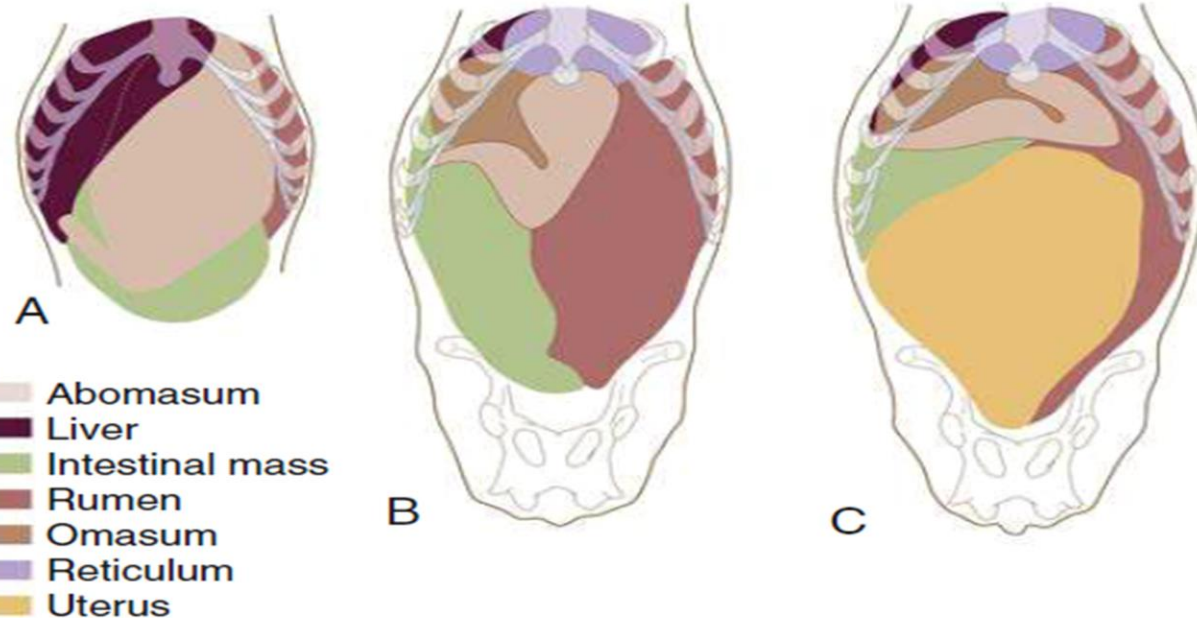 A
B
C
Abomasum
Liver
Intestinal mass
Rumen
Omasum
Reticulum
Uterus